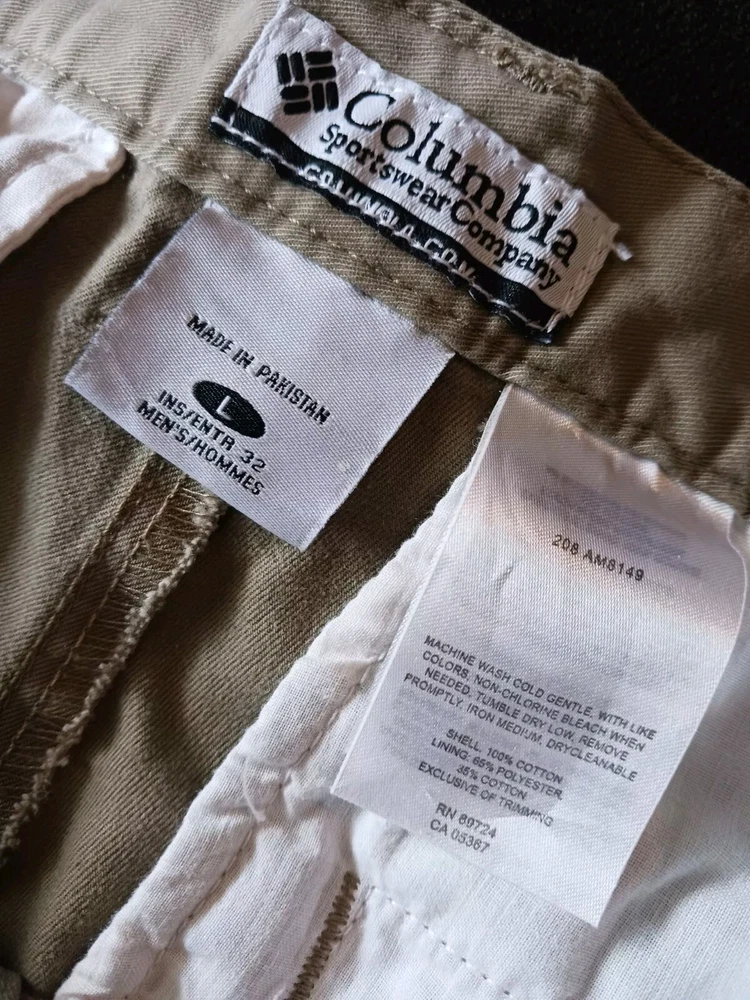 Columbia
Sportswear Company
COLUMBIA.COM
MADE IN PAKISTAN
L
INS/ENTR 32
MEN'S/HOMMES
208 AM8149
MACHINE WASH COLD GENTLE, WITH LIKE
COLORS. NON-CHLORINE BLEACH WHEN
NEEDED. TUMBLE DRY LOW. REMOVE
PROMPTLY. IRON MEDIUM. DRYCLEANABLE
SHELL: 100% COTTON
LINING: 65% POLYESTER
35% COTTON
EXCLUSIVE OF TRIMMING
RN 69724
CA 05367